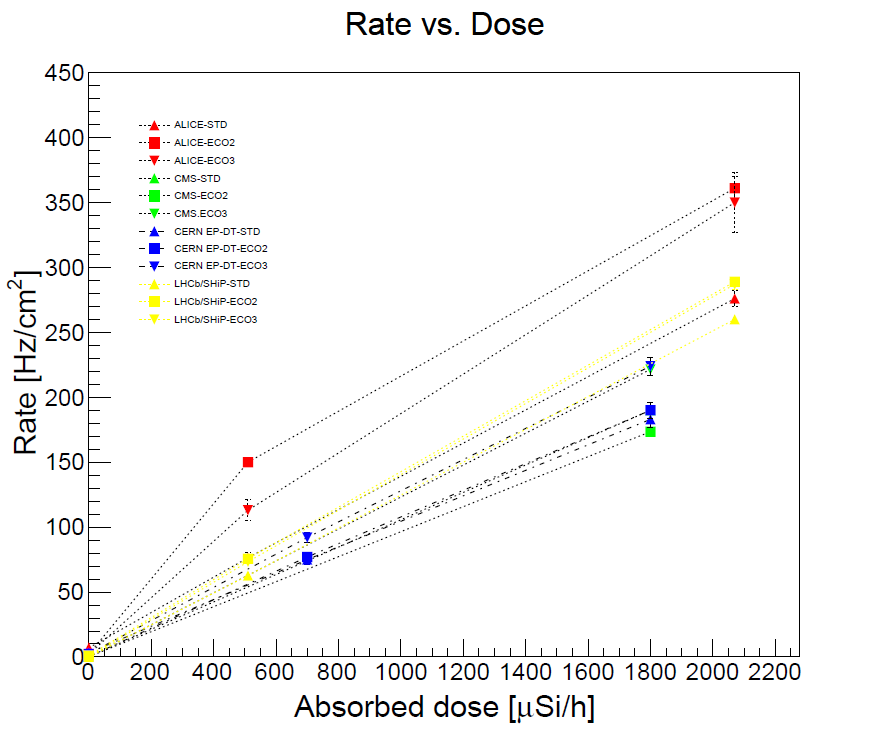 Rate vs. Dose
450
400
350
300
250
200
150
100
50
0
Rate [Hz/cm²]
ALICE-STD
ALICE-ECO2
ALICE-ECO3
CMS-STD
CMS-ECO2
CMS.ECO3
CERN EP-DT-STD
CERN EP-DT-ECO2
CERN EP-DT-ECO3
LHCb/SHiP-STD
LHCb/SHiP-ECO2
LHCb/SHiP-ECO3
0 200 400 600 800 1000 1200 1400 1600 1800 2000 2200
Absorbed dose [μSi/h]